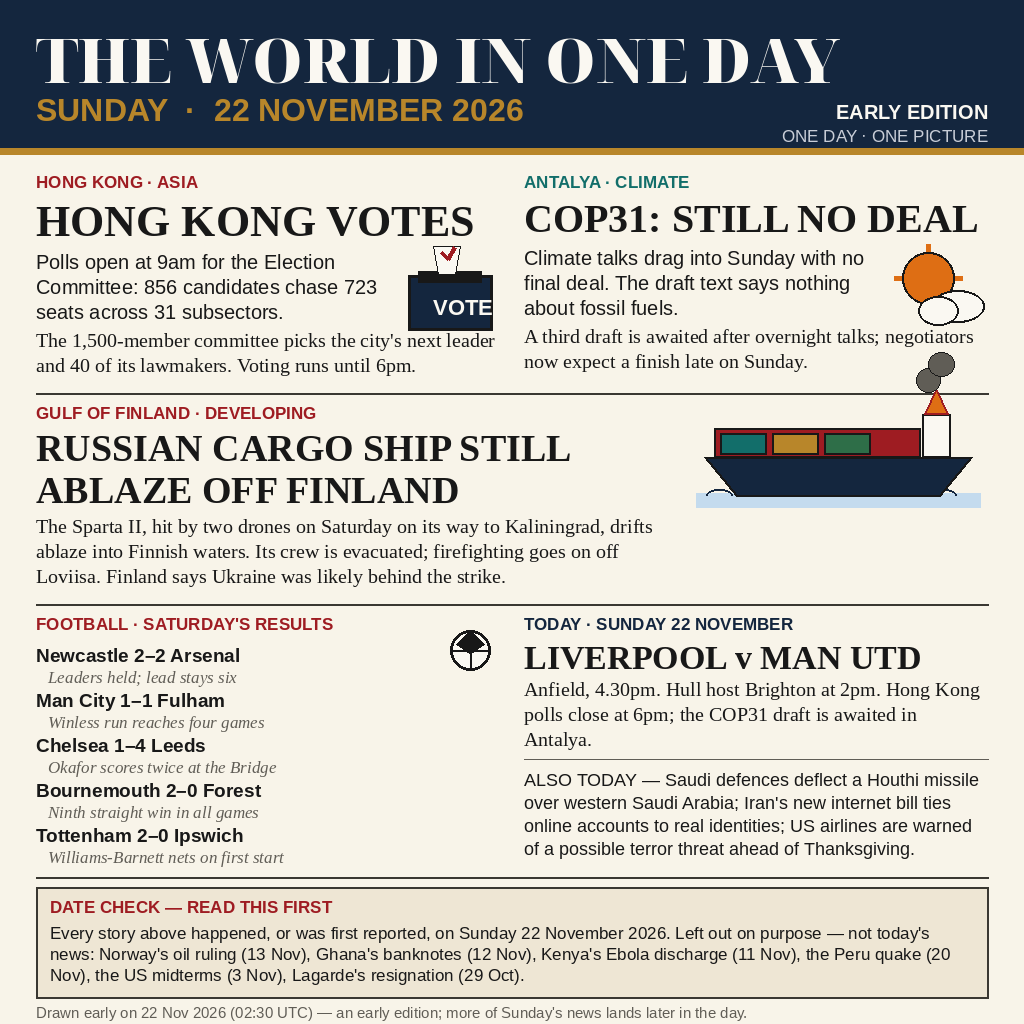 THE WORLD IN ONE DAY
SUNDAY · 22 NOVEMBER 2026
EARLY EDITION
ONE DAY · ONE PICTURE
HONG KONG · ASIA
HONG KONG VOTES
Polls open at 9am for the Election
Committee: 856 candidates chase 723
seats across 31 subsectors.
VOTE
The 1,500-member committee picks the city's next leader
and 40 of its lawmakers. Voting runs until 6pm.
ANTALYA · CLIMATE
COP31: STILL NO DEAL
Climate talks drag into Sunday with no
final deal. The draft text says nothing
about fossil fuels.
A third draft is awaited after overnight talks; negotiators
now expect a finish late on Sunday.
GULF OF FINLAND · DEVELOPING
RUSSIAN CARGO SHIP STILL
ABLAZE OFF FINLAND
The Sparta II, hit by two drones on Saturday on its way to Kaliningrad, drifts
ablaze into Finnish waters. Its crew is evacuated; firefighting goes on off
Loviisa. Finland says Ukraine was likely behind the strike.
FOOTBALL · SATURDAY'S RESULTS
Newcastle 2–2 Arsenal
Leaders held; lead stays six
Man City 1–1 Fulham
Winless run reaches four games
Chelsea 1–4 Leeds
Okafor scores twice at the Bridge
Bournemouth 2–0 Forest
Ninth straight win in all games
Tottenham 2–0 Ipswich
Williams-Barnett nets on first start
TODAY · SUNDAY 22 NOVEMBER
LIVERPOOL v MAN UTD
Anfield, 4.30pm. Hull host Brighton at 2pm. Hong Kong
polls close at 6pm; the COP31 draft is awaited in
Antalya.
ALSO TODAY — Saudi defences deflect a Houthi missile
over western Saudi Arabia; Iran's new internet bill ties
online accounts to real identities; US airlines are warned
of a possible terror threat ahead of Thanksgiving.
DATE CHECK — READ THIS FIRST
Every story above happened, or was first reported, on Sunday 22 November 2026. Left out on purpose — not today's
news: Norway's oil ruling (13 Nov), Ghana's banknotes (12 Nov), Kenya's Ebola discharge (11 Nov), the Peru quake (20
Nov), the US midterms (3 Nov), Lagarde's resignation (29 Oct).
Drawn early on 22 Nov 2026 (02:30 UTC) — an early edition; more of Sunday's news lands later in the day.